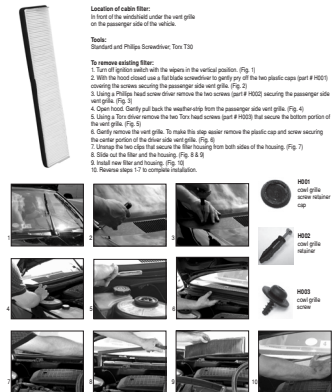 Location of cabin filter:
In front of the windshield under the vent grille
on the passenger side of the vehicle.
Tools:
Standard and Phillips Screwdriver, Torx T30
To remove existing filter:
1. Turn off ignition switch with the wipers in the vertical position. (Fig. 1)
2. With the hood closed use a flat blade screwdriver to gently pry off the two plastic caps (part # H001)
covering the screws securing the passenger side vent grille. (Fig. 2)
3. Using a Phillips head screw driver remove the two screws (part # H002) securing the passenger side
vent grille. (Fig. 3)
4. Open hood. Gently pull back the weather-strip from the passenger side vent grille. (Fig. 4)
5. Using a Torx driver remove the two Torx head screws (part # H003) that secure the bottom portion of
the vent grille. (Fig. 5)
6. Gently remove the vent grille. To make this step easier remove the plastic cap and screw securing
the center portion of the driver side vent grille. (Fig. 6)
7. Unsnap the two clips that secure the filter housing from both sides of the housing. (Fig. 7)
8. Slide out the filter and the housing. (Fig. 8 & 9)
9. Install new filter and housing. (Fig. 10)
10. Reverse steps 1-7 to complete installation.
1
2
3
H001
cowl grille
screw retainer
cap
4
5
6
H002
cowl grille
retainer
H003
cowl grille
screw
7
8
9
10